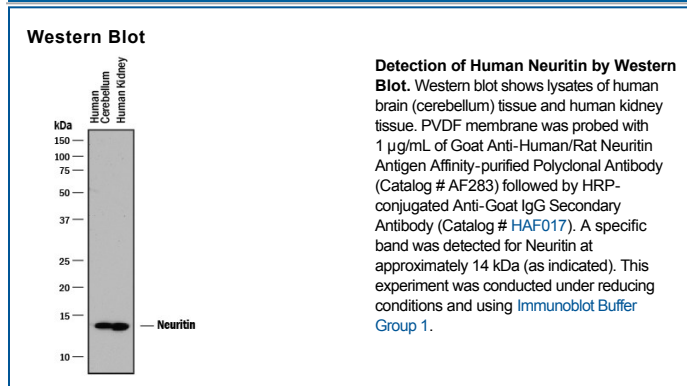 Western Blot
Human
Cerebellum
Human Kidney
kDa
150
100
75
50
37
25
20
15
10
Neuritin
Detection of Human Neuritin by Western
Blot. Western blot shows lysates of human
brain (cerebellum) tissue and human kidney
tissue. PVDF membrane was probed with
1 µg/mL of Goat Anti-Human/Rat Neuritin
Antigen Affinity-purified Polyclonal Antibody
(Catalog # AF283) followed by HRP-
conjugated Anti-Goat IgG Secondary
Antibody (Catalog # HAF017). A specific
band was detected for Neuritin at
approximately 14 kDa (as indicated). This
experiment was conducted under reducing
conditions and using Immunoblot Buffer
Group 1.